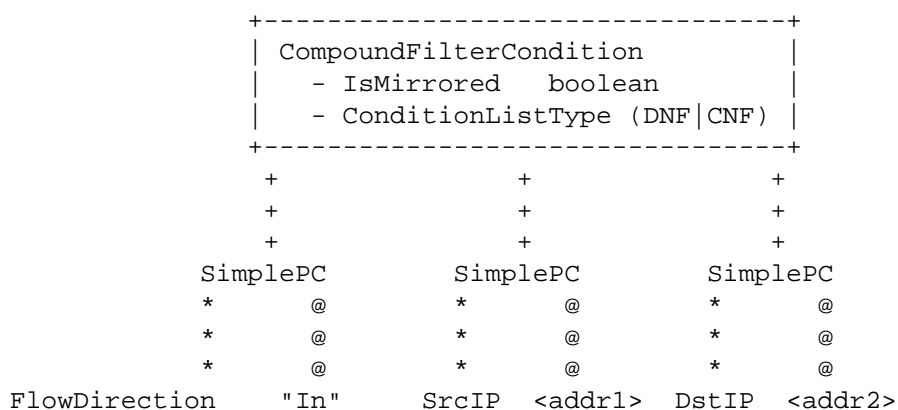 +---------------------------------+
| CompoundFilterCondition         |
|   - IsMirrored   boolean        |
|   - ConditionListType (DNF|CNF) |
+---------------------------------+
+               +               +
+               +               +
+               +               +
SimplePC        SimplePC        SimplePC
*      @        *      @        *      @
*      @        *      @        *      @
*      @        *      @        *      @
FlowDirection    "In"     SrcIP  <addr1>  DstIP  <addr2>